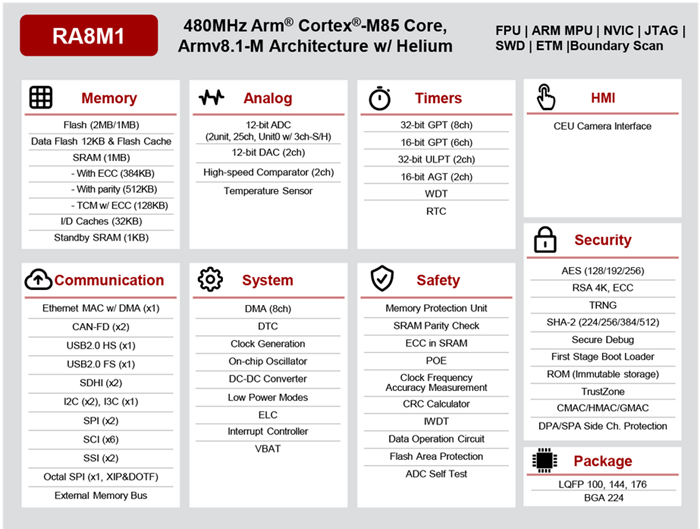 RA8M1
480MHz Arm® Cortex®-M85 Core,
Armv8.1-M Architecture w/ Helium
FPU | ARM MPU | NVIC | JTAG |
SWD | ETM |Boundary Scan
Memory
Flash (2MB/1MB)
Data Flash 12KB & Flash Cache
SRAM (1MB)
- With ECC (384KB)
- With parity (512KB)
- TCM w/ ECC (128KB)
I/D Caches (32KB)
Standby SRAM (1KB)
Analog
12-bit ADC
(2unit, 25ch, Unit0 w/ 3ch-S/H)
12-bit DAC (2ch)
High-speed Comparator (2ch)
Temperature Sensor
Timers
32-bit GPT (8ch)
16-bit GPT (6ch)
32-bit ULPT (2ch)
16-bit AGT (2ch)
WDT
RTC
HMI
CEU Camera Interface
Communication
Ethernet MAC w/ DMA (x1)
CAN-FD (x2)
USB2.0 HS (x1)
USB2.0 FS (x1)
SDHI (x2)
I2C (x2), I3C (x1)
SPI (x2)
SCI (x6)
SSI (x2)
Octal SPI (x1, XIP&DOTF)
External Memory Bus
System
DMA (8ch)
DTC
Clock Generation
On-chip Oscillator
DC-DC Converter
Low Power Modes
ELC
Interrupt Controller
VBAT
Safety
Memory Protection Unit
SRAM Parity Check
ECC in SRAM
POE
Clock Frequency
Accuracy Measurement
CRC Calculator
IWDT
Data Operation Circuit
Flash Area Protection
ADC Self Test
Security
AES (128/192/256)
RSA 4K, ECC
TRNG
SHA-2 (224/256/384/512)
Secure Debug
First Stage Boot Loader
ROM (Immutable storage)
TrustZone
CMAC/HMAC/GMAC
DPA/SPA Side Ch. Protection
Package
LQFP 100, 144, 176
BGA 224